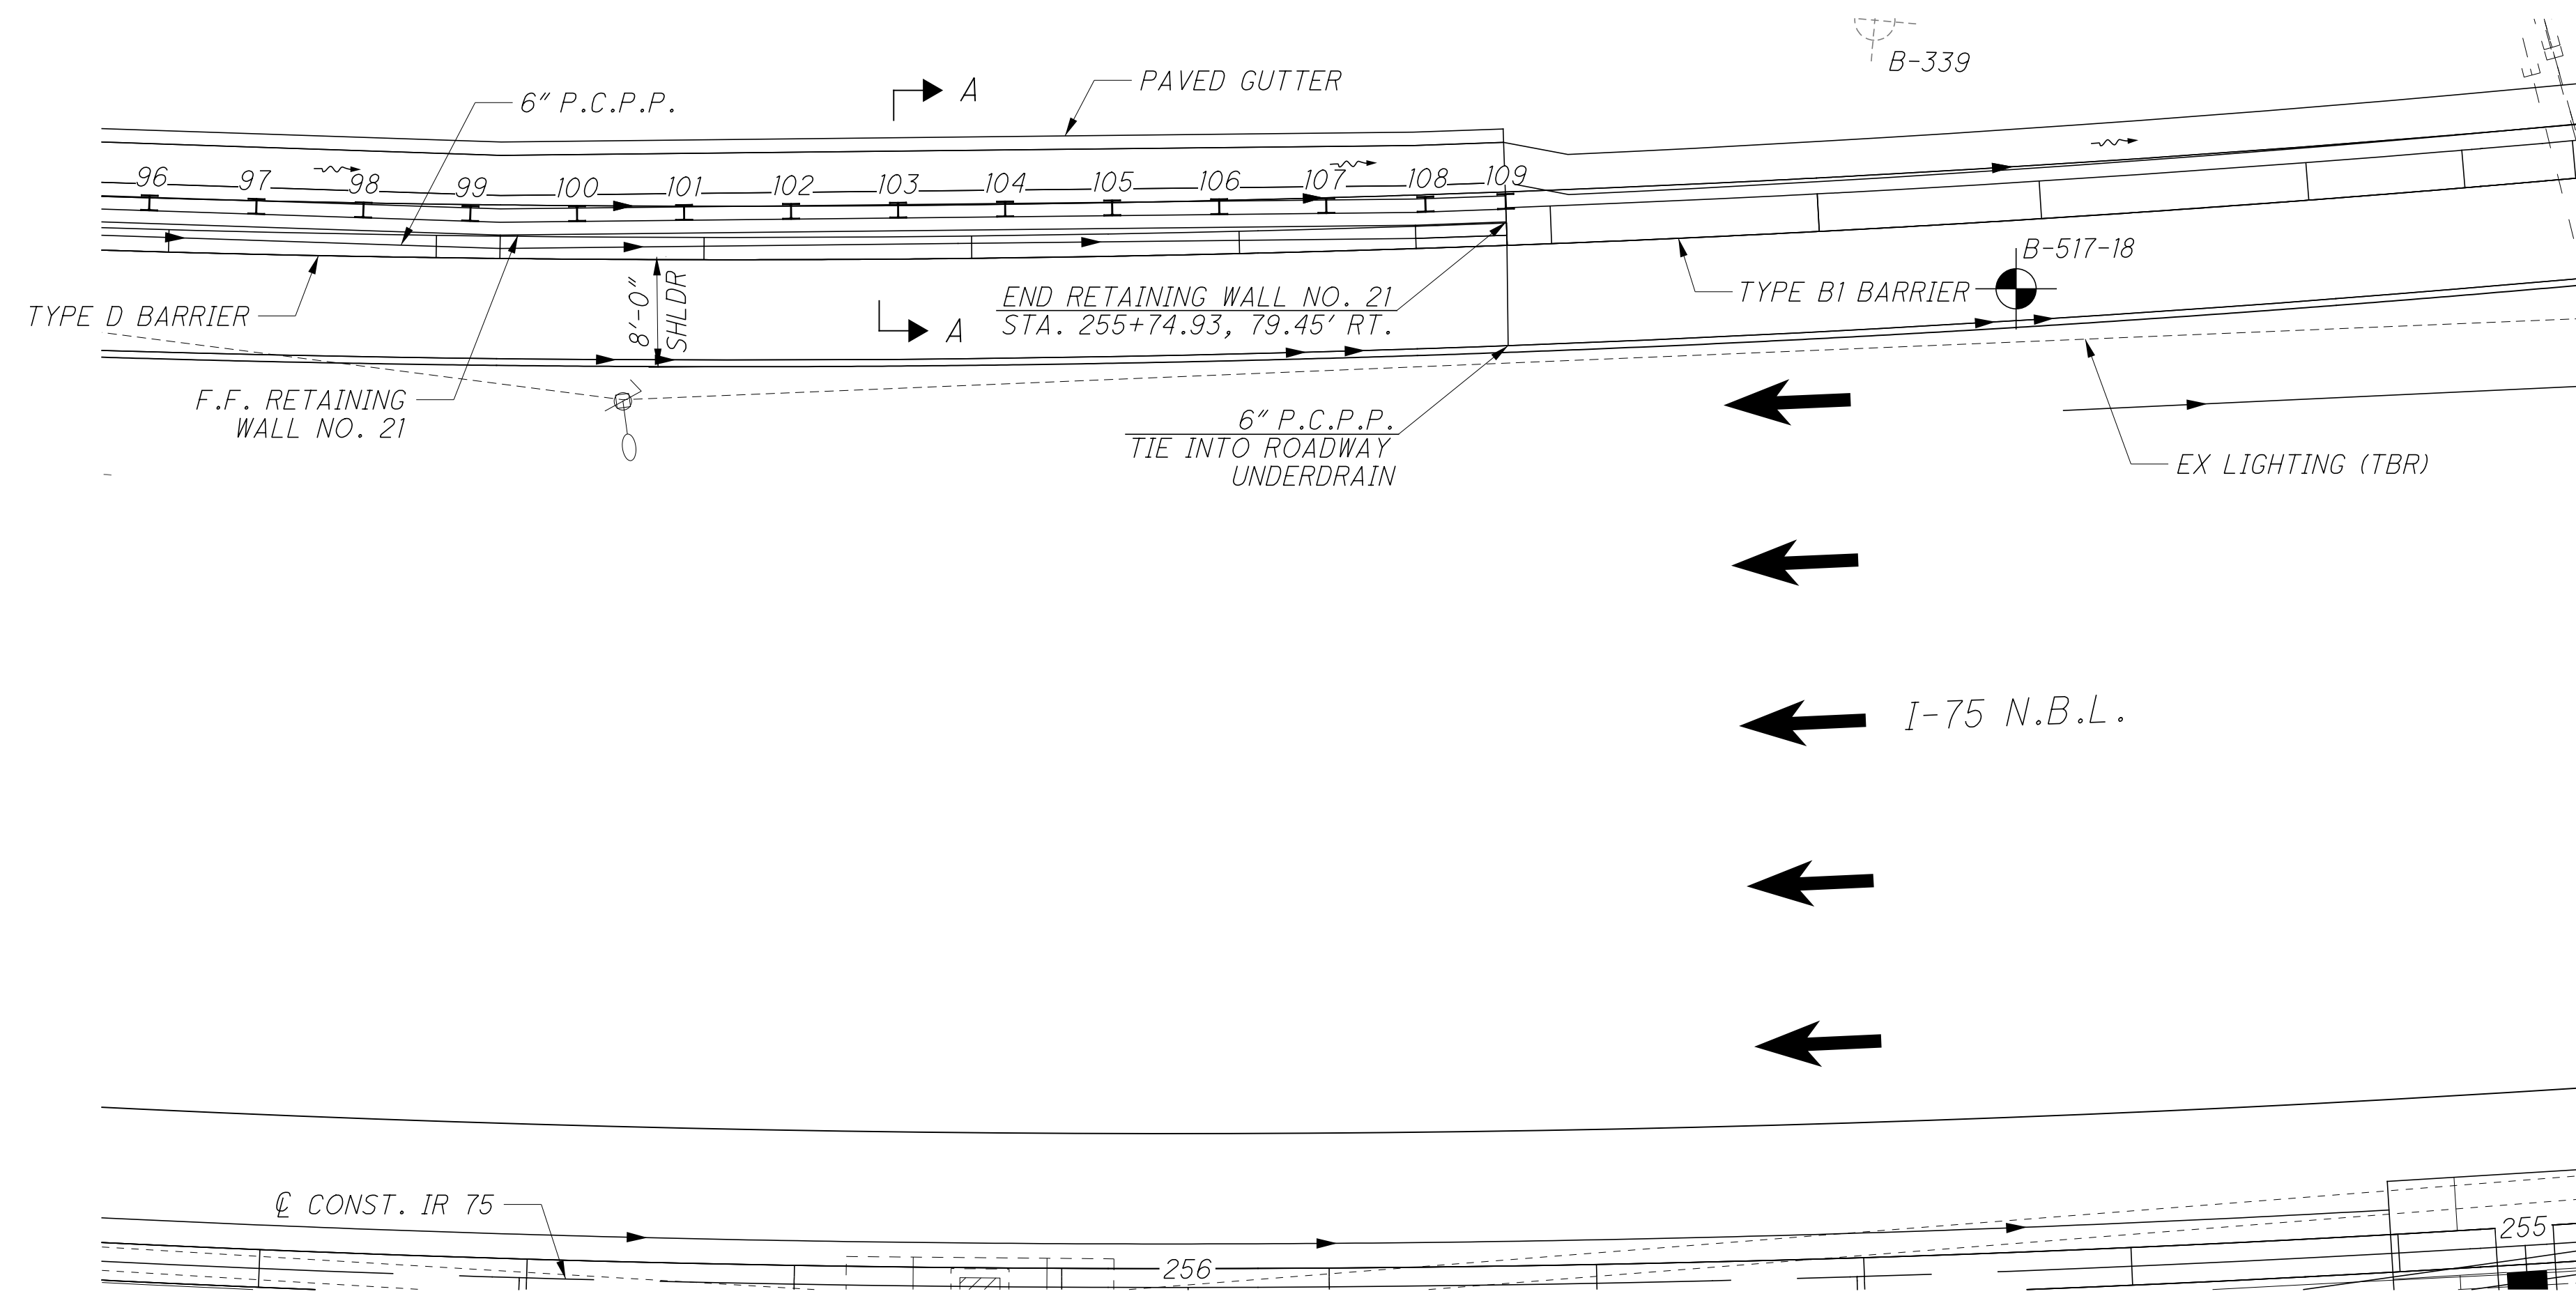 B-339
PAVED GUTTER
A
6" P.C.P.P.
96 97 98 99 100 101 102 103 104 105 106 107 108 109
B-517-18
TYPE D BARRIER
8'-0"
SHLDR
END RETAINING WALL NO. 21
STA. 255+74.93, 79.45' RT.
A
TYPE B1 BARRIER
F.F. RETAINING
WALL NO. 21
6" P.C.P.P.
TIE INTO ROADWAY
UNDERDRAIN
EX LIGHTING (TBR)
I-75 N.B.L.
℄ CONST. IR 75
256
255